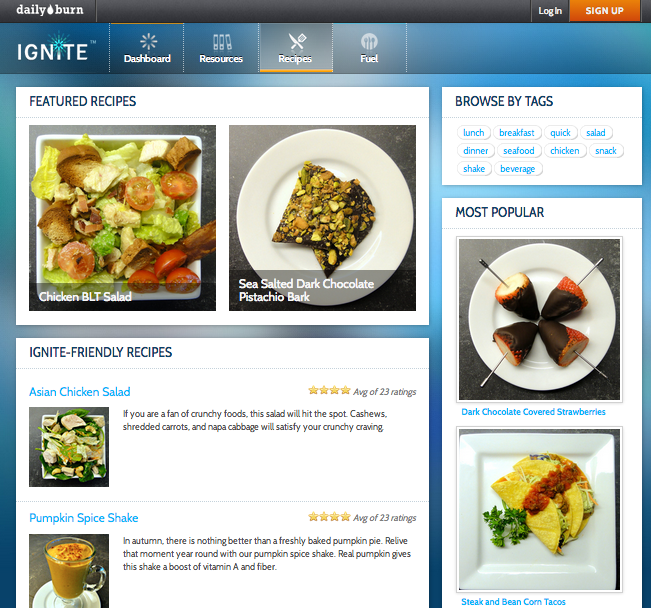 daily burn
Log In
SIGN UP
IGNITE™
Dashboard
Resources
Recipes
Fuel
FEATURED RECIPES
Chicken BLT Salad
Sea Salted Dark Chocolate
Pistachio Bark
IGNITE-FRIENDLY RECIPES
Asian Chicken Salad
Avg of 23 ratings
If you are a fan of crunchy foods, this salad will hit the spot. Cashews,
shredded carrots, and napa cabbage will satisfy your crunchy craving.
Pumpkin Spice Shake
Avg of 23 ratings
In autumn, there is nothing better than a freshly baked pumpkin pie. Relive
that moment year round with our pumpkin spice shake. Real pumpkin gives
this shake a boost of vitamin A and fiber.
BROWSE BY TAGS
lunch breakfast quick salad
dinner seafood chicken snack
shake beverage
MOST POPULAR
Dark Chocolate Covered Strawberries
Steak and Bean Corn Tacos